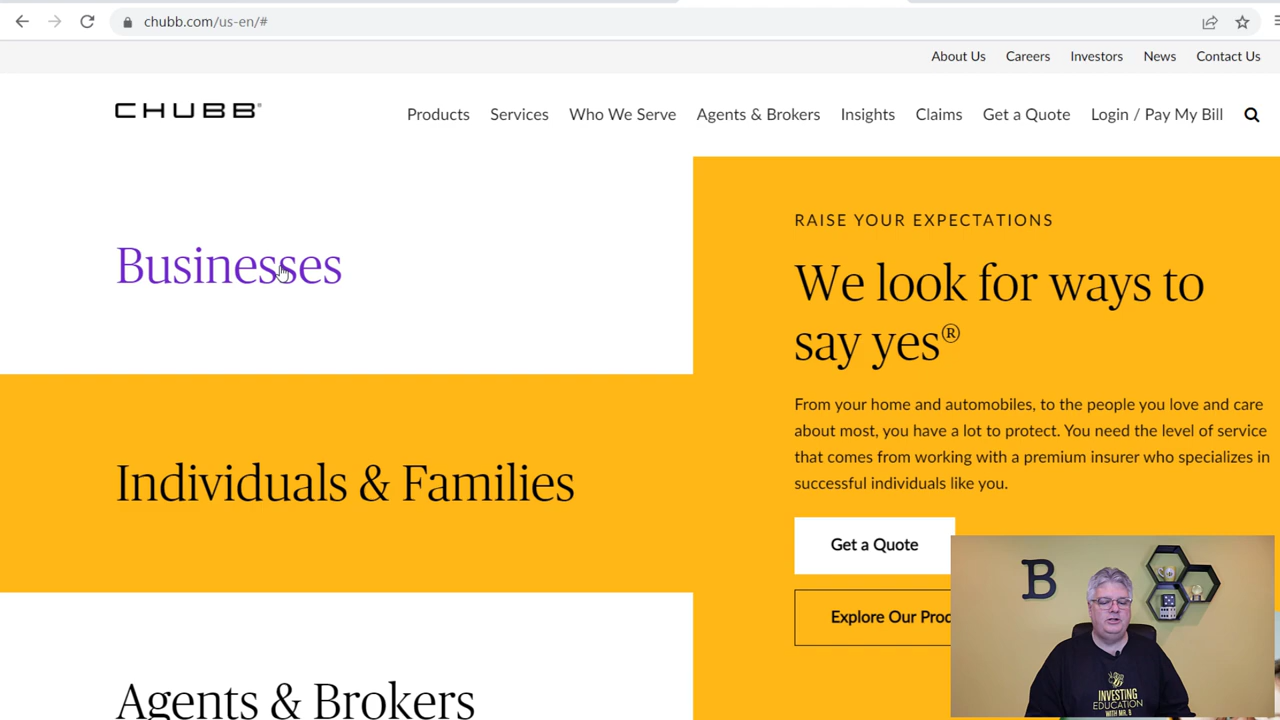 chubb.com/us-en/#
About Us Careers Investors News Contact Us
CHUBB®
Products Services Who We Serve Agents & Brokers Insights Claims Get a Quote Login / Pay My Bill
Businesses
Individuals & Families
Agents & Brokers
RAISE YOUR EXPECTATIONS
We look for ways to
say yes®
From your home and automobiles, to the people you love and care
about most, you have a lot to protect. You need the level of service
that comes from working with a premium insurer who specializes in
successful individuals like you.
Get a Quote
Explore Our Proc
B
INVESTING
EDUCATION
WITH MR. B